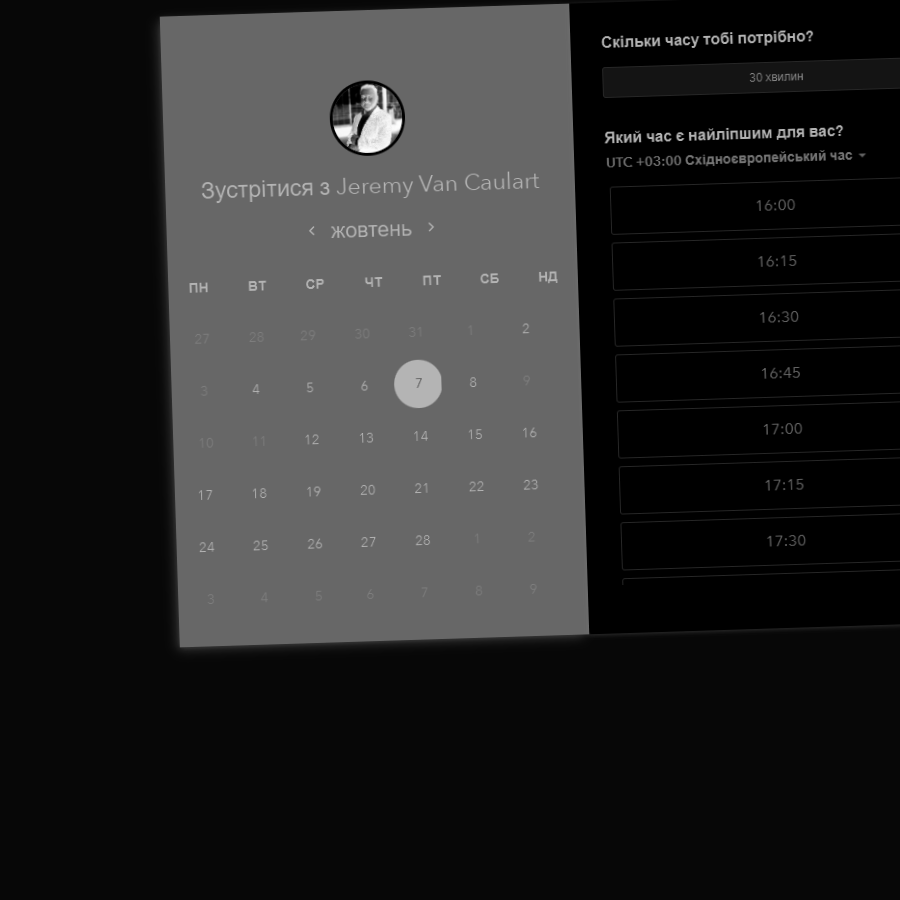 Зустрітися з Jeremy Van Caulart
‹ жовтень ›
ПН ВТ СР ЧТ ПТ СБ НД
27 28 29 30 31 1 2
3 4 5 6 7 8 9
10 11 12 13 14 15 16
17 18 19 20 21 22 23
24 25 26 27 28 1 2
3 4 5 6 7 8 9
Скільки часу тобі потрібно?
30 хвилин
Який час є найліпшим для вас?
UTC +03:00 Східноєвропейський час
16:00
16:15
16:30
16:45
17:00
17:15
17:30